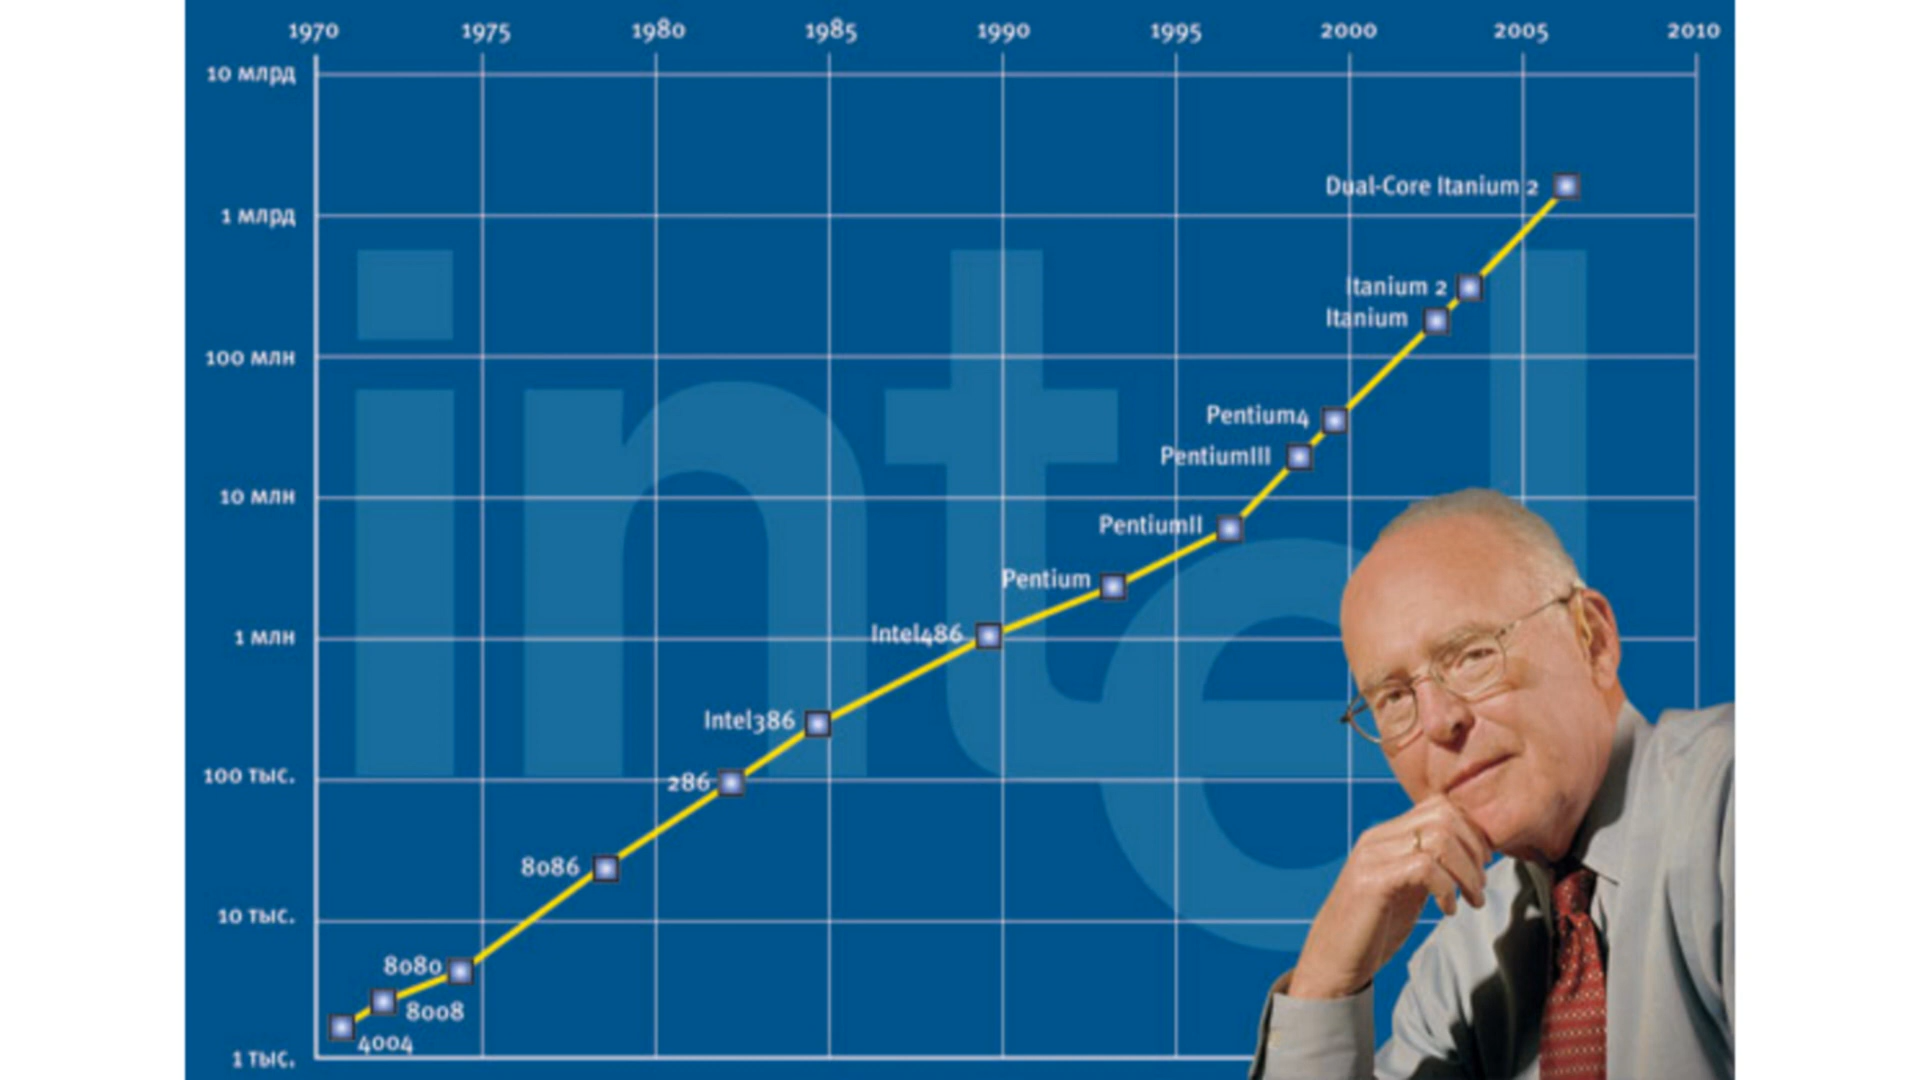 1970 1975 1980 1985 1990 1995 2000 2005 2010
10 млрд
Dual-Core Itanium 2
1 млрд
Itanium 2
Itanium
100 млн
Pentium4
PentiumIII
10 млн
PentiumII
Pentium
1 млн
Intel486
Intel386
100 тыс.
286
8086
10 тыс.
8080
8008
4004
1 тыс.
intel